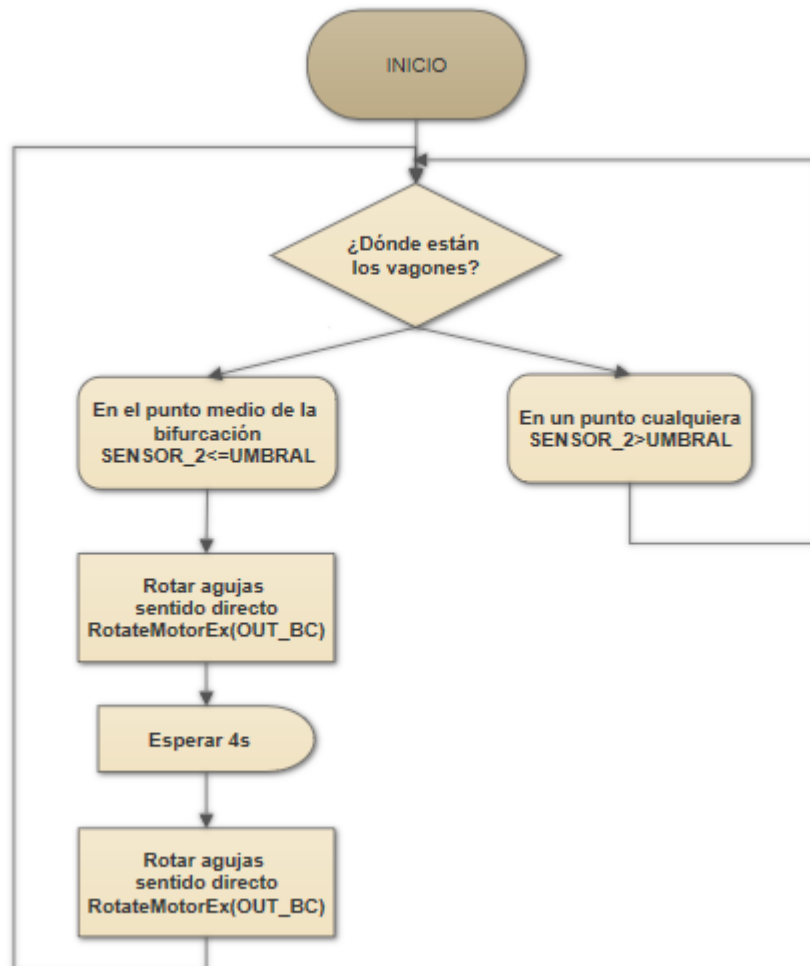 INICIO
¿Dónde están
los vagones?
En el punto medio de la
bifurcación
SENSOR_2<=UMBRAL
En un punto cualquiera
SENSOR_2>UMBRAL
Rotar agujas
sentido directo
RotateMotorEx(OUT_BC)
Esperar 4s
Rotar agujas
sentido directo
RotateMotorEx(OUT_BC)